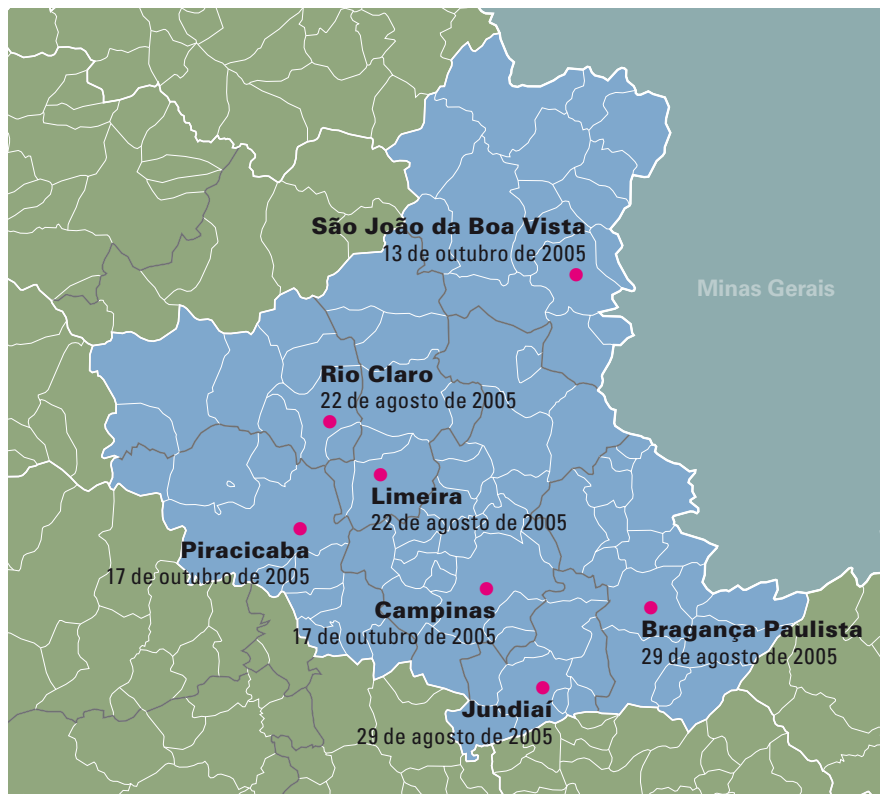 São João da Boa Vista
13 de outubro de 2005
Minas Gerais
Rio Claro
22 de agosto de 2005
Limeira
22 de agosto de 2005
Piracicaba
17 de outubro de 2005
Campinas
17 de outubro de 2005
Bragança Paulista
29 de agosto de 2005
Jundiaí
29 de agosto de 2005